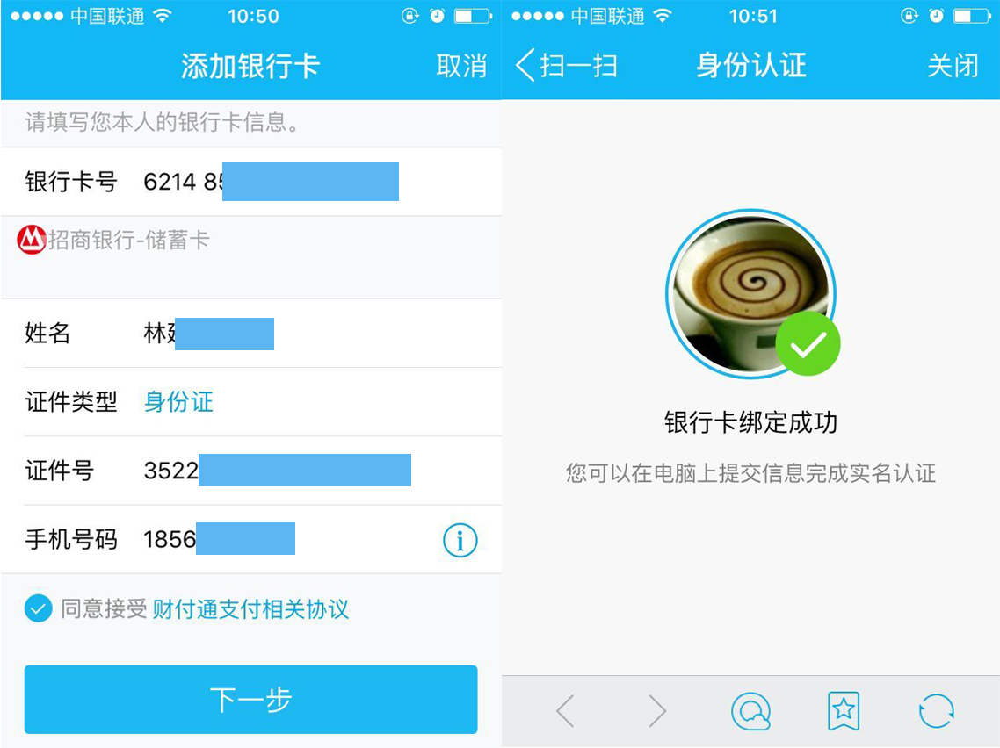 中国联通 10:50
添加银行卡 取消
请填写您本人的银行卡信息。
银行卡号 6214 85
招商银行-储蓄卡
姓名 林
证件类型 身份证
证件号 3522
手机号码 1856
同意接受 财付通支付相关协议
下一步
中国联通 10:51
扫一扫 身份认证 关闭
银行卡绑定成功
您可以在电脑上提交信息完成实名认证